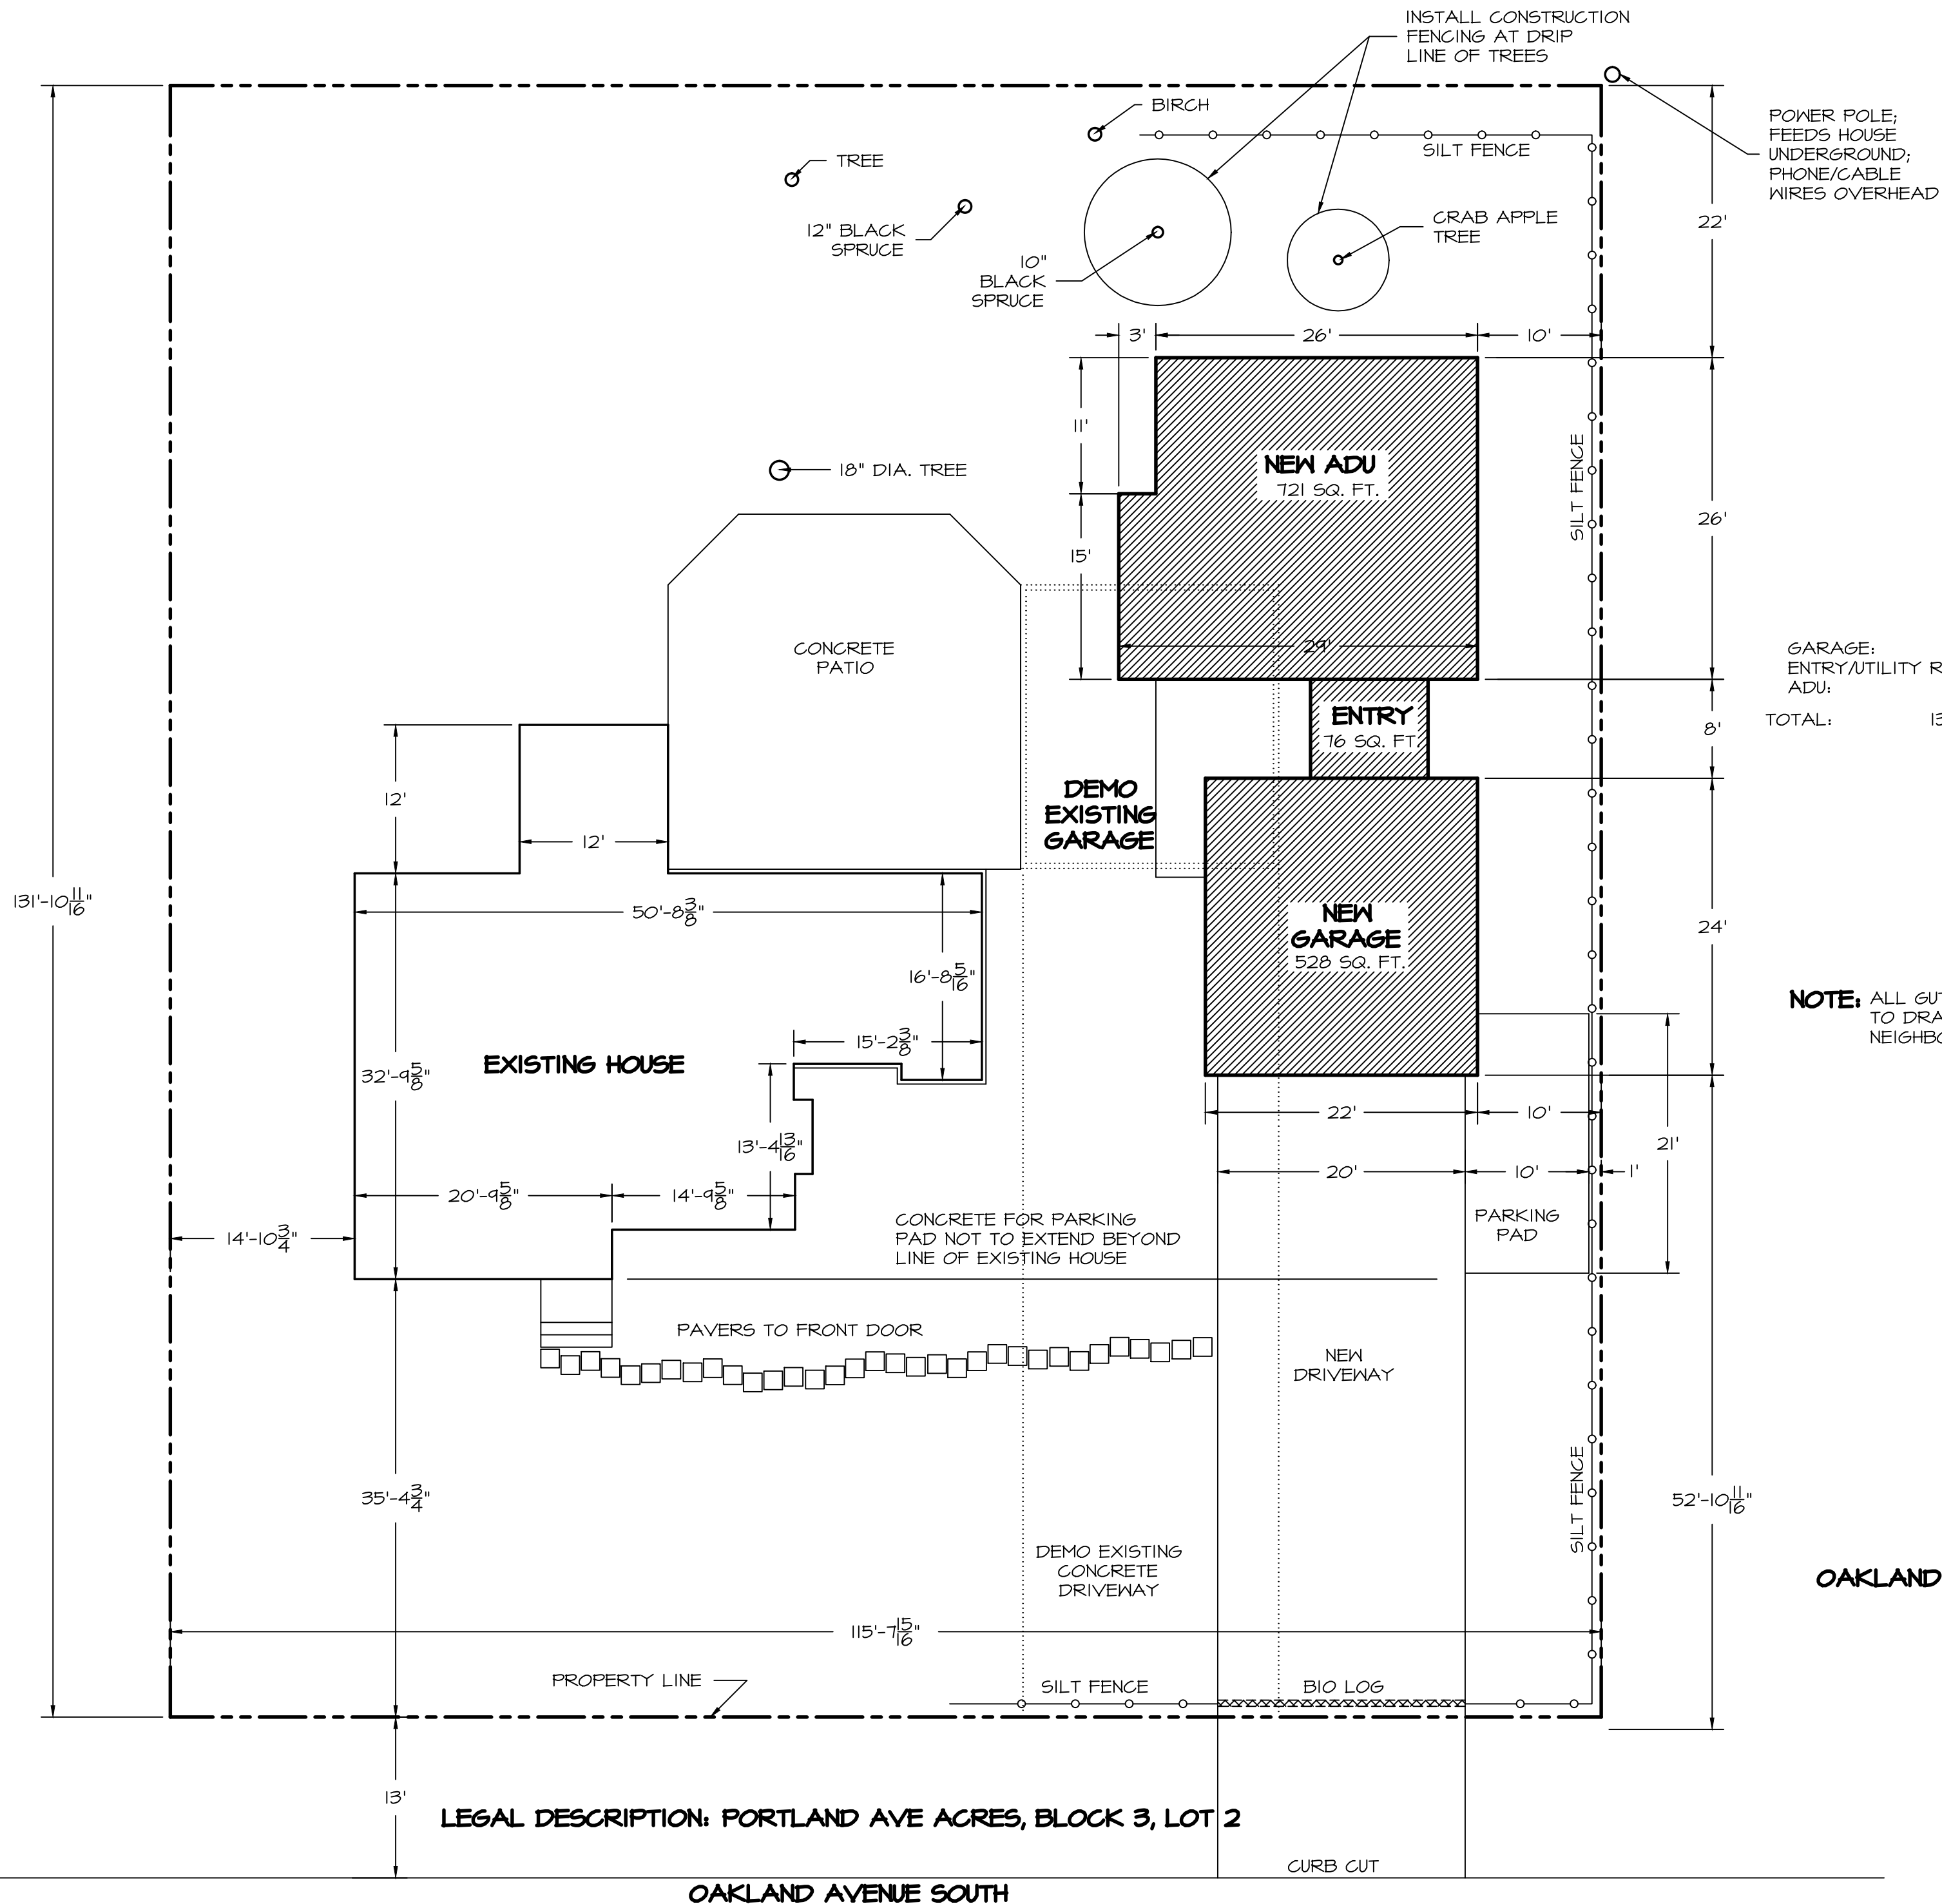 INSTALL CONSTRUCTION
FENCING AT DRIP
LINE OF TREES
BIRCH
POWER POLE;
FEEDS HOUSE
UNDERGROUND;
PHONE/CABLE
WIRES OVERHEAD
SILT FENCE
TREE
12" BLACK
SPRUCE
CRAB APPLE
TREE
10"
BLACK
SPRUCE
22'
3'
26'
10'
11'
NEW ADU
721 SQ. FT.
18" DIA. TREE
SILT FENCE
26'
15'
29'
CONCRETE
PATIO
GARAGE:
ENTRY/UTILITY R
ADU:
TOTAL:
13
ENTRY
76 SQ. FT.
8'
12'
12'
DEMO
EXISTING
GARAGE
131'-10 11/16"
50'-8 3/8"
NEW
GARAGE
528 SQ. FT.
24'
16'-8 5/16"
NOTE: ALL GUT
TO DRA
NEIGHBO
15'-2 3/8"
EXISTING HOUSE
32'-9 5/8"
22'
10'
13'-4 13/16"
21'
20'
10'
1'
20'-9 5/8"
14'-9 5/8"
14'-10 3/4"
CONCRETE FOR PARKING
PAD NOT TO EXTEND BEYOND
LINE OF EXISTING HOUSE
PARKING
PAD
PAVERS TO FRONT DOOR
NEW
DRIVEWAY
35'-4 3/4"
SILT FENCE
52'-10 11/16"
DEMO EXISTING
CONCRETE
DRIVEWAY
OAKLAND
115'-7 15/16"
PROPERTY LINE
SILT FENCE
BIO LOG
13'
LEGAL DESCRIPTION: PORTLAND AVE ACRES, BLOCK 3, LOT 2
CURB CUT
OAKLAND AVENUE SOUTH